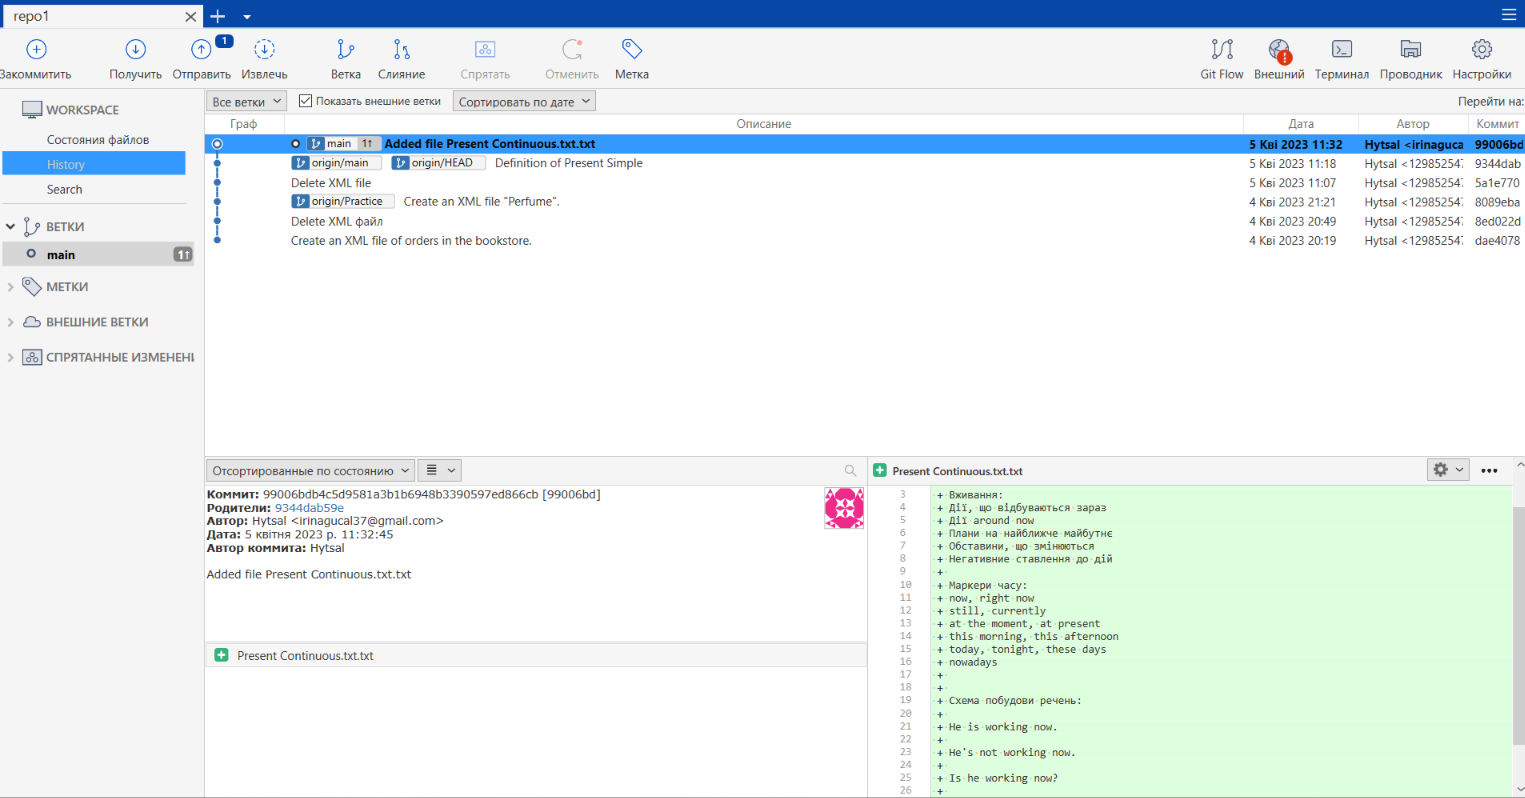 repo1
1
Закоммитить Получить Отправить Извлечь Ветка Слияние Спрятать Отменить Метка Git Flow Внешний Терминал Проводник Настройки
WORKSPACE
Состояния файлов
History
Search
ВЕТКИ
main 1↑
МЕТКИ
ВНЕШНИЕ ВЕТКИ
СПРЯТАННЫЕ ИЗМЕНЕНИ
Все ветки Показать внешние ветки Сортировать по дате Перейти на:
Граф Описание Дата Автор Коммит
main 1↑ Added file Present Continuous.txt.txt 5 Кві 2023 11:32 Hytsal <irinaguca 99006bd
origin/main origin/HEAD Definition of Present Simple 5 Кві 2023 11:18 Hytsal <12985254 9344dab
Delete XML file 5 Кві 2023 11:07 Hytsal <12985254 5a1e770
origin/Practice Create an XML file "Perfume". 4 Кві 2023 21:21 Hytsal <12985254 8089eba
Delete XML файл 4 Кві 2023 20:49 Hytsal <12985254 8ed022d
Create an XML file of orders in the bookstore. 4 Кві 2023 20:19 Hytsal <12985254 dae4078
Отсортированные по состоянию
Коммит: 99006bdb4c5d9581a3b1b6948b3390597ed866cb [99006bd]
Родители: 9344dab59e
Автор: Hytsal <irinagucal37@gmail.com>
Дата: 5 квітня 2023 р. 11:32:45
Автор коммита: Hytsal
Added file Present Continuous.txt.txt
Present Continuous.txt.txt
Present Continuous.txt.txt
3 + Вживання:
4 + Дії, що відбуваються зараз
5 + Дії around now
6 + Плани на найближче майбутнє
7 + Обставини, що змінюються
8 + Негативне ставлення до дій
9 +
10 + Маркери часу:
11 + now, right now
12 + still, currently
13 + at the moment, at present
14 + this morning, this afternoon
15 + today, tonight, these days
16 + nowadays
17 +
18 +
19 + Схема побудови речень:
20 +
21 + He is working now.
22 +
23 + He's not working now.
24 +
25 + Is he working now?
26 +